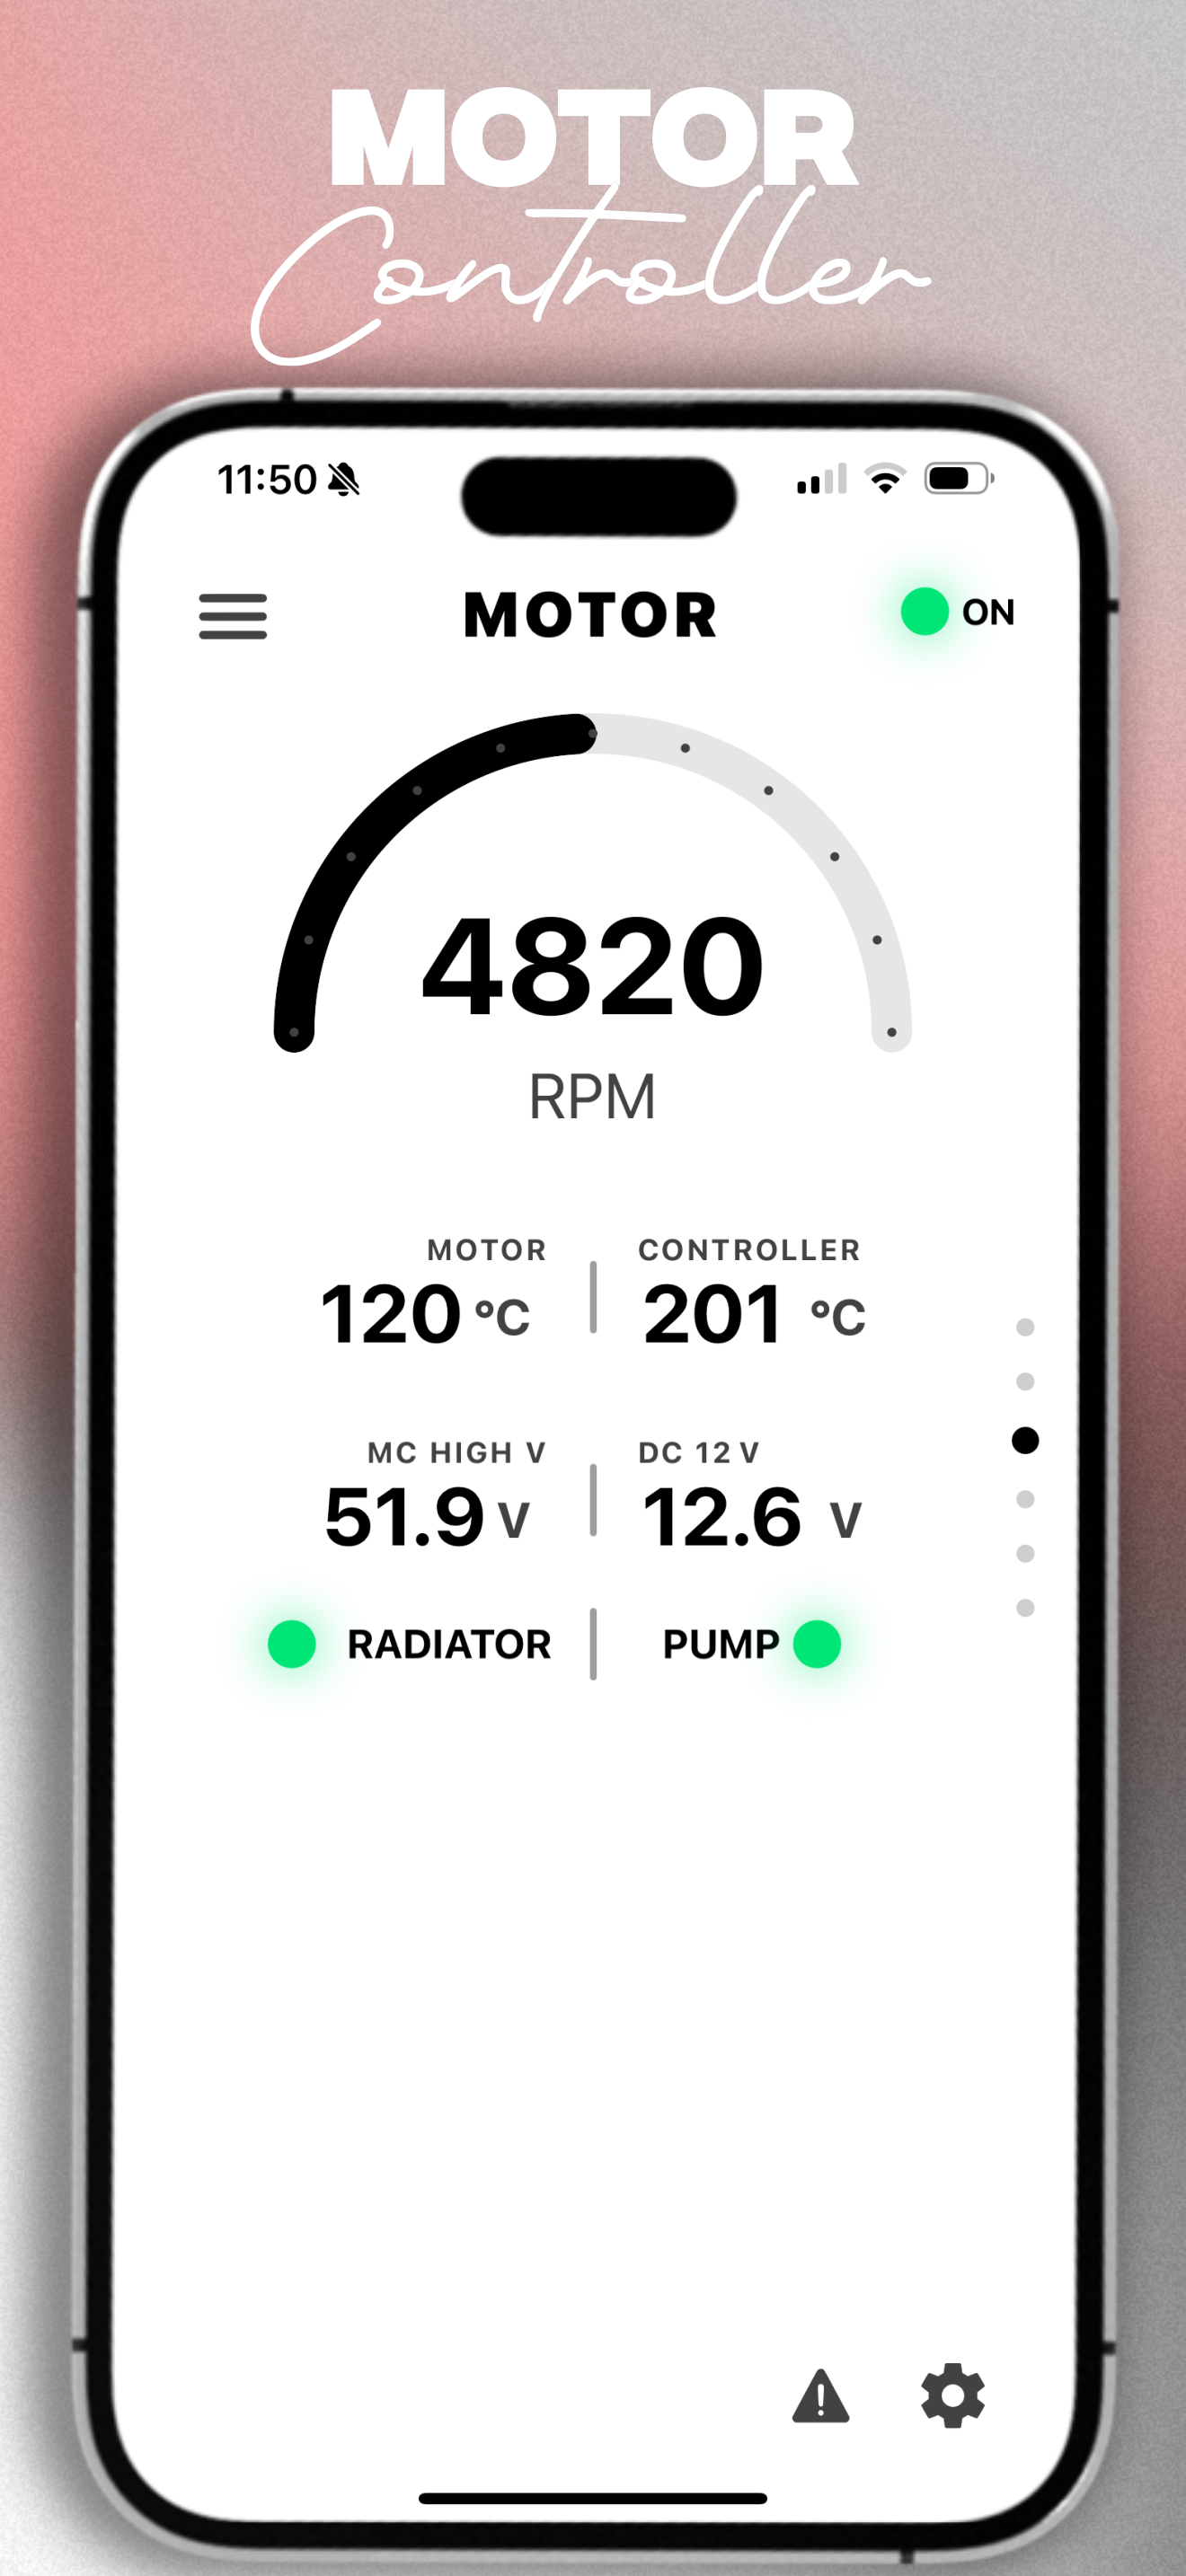 MOTOR
Controller
11:50
MOTOR
ON
4820
RPM
MOTOR
CONTROLLER
120 °C
201 °C
MC HIGH V
DC 12 V
51.9 V
12.6 V
RADIATOR
PUMP